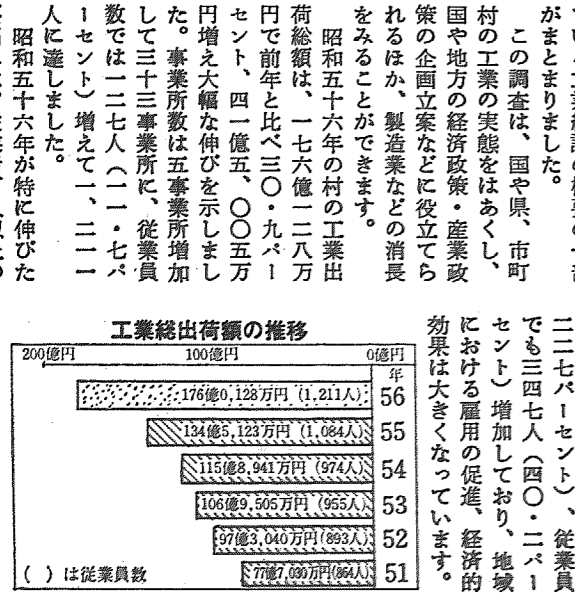 がまとまりました。
この調査は、国や県、市町
村の工業の実態をはあくし、
国や地方の経済政策・産業政
策の企画立案などに役立てら
れるほか、製造業などの消長
をみることができます。
昭和五十六年の村の工業出
荷総額は、一七六億一二八万
円で前年と比べ三〇・九パー
セント、四一億五、〇〇五万
円増え大幅な伸びを示しまし
た。事業所数は五事業所増加
して三十三事業所に、従業員
数では一二七人（一一・七パ
ーセント）増えて一、二一一
人に達しました。
昭和五十六年が特に伸びた
二二七パーセント）、従業員
でも三四七人（四〇・二パー
セント）増加しており、地域
における雇用の促進、経済的
効果は大きくなっています。
工業総出荷額の推移
200億円 100億円 0億円
年
176億0,128万円（1,211人） 56
134億5,123万円（1,084人） 55
115億8,941万円（974人） 54
106億9,505万円（955人） 53
97億3,040万円（893人） 52
77億7,030万円（864人） 51
（ ）は従業員数